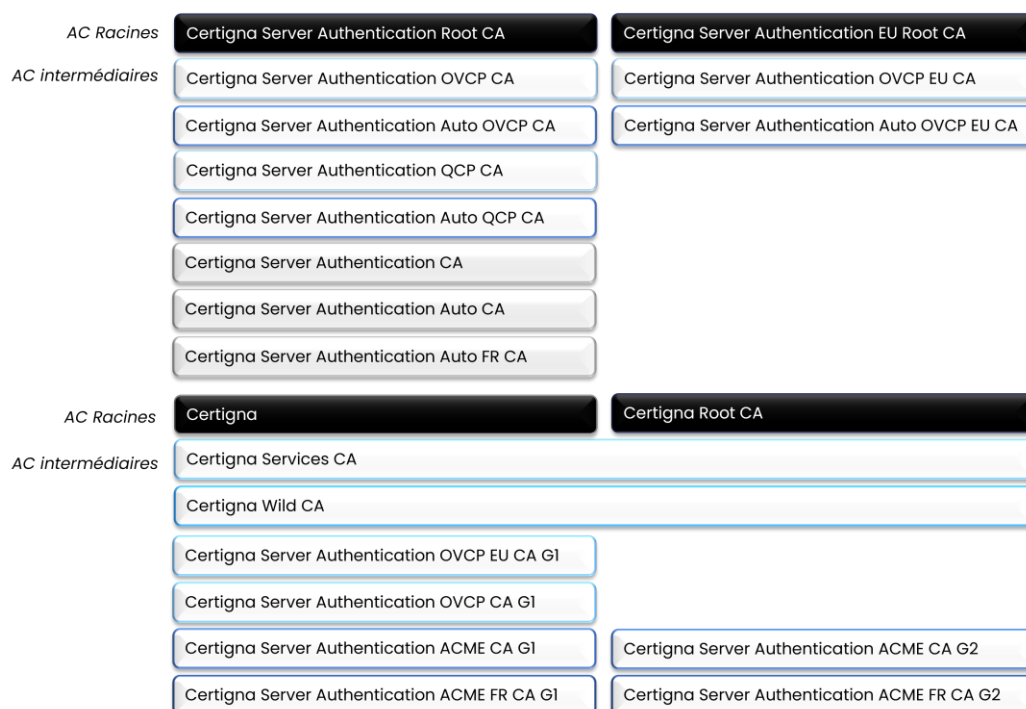 AC Racines Certigna Server Authentication Root CA Certigna Server Authentication EU Root CA
AC intermédiaires Certigna Server Authentication OVCP CA Certigna Server Authentication OVCP EU CA
Certigna Server Authentication Auto OVCP CA Certigna Server Authentication Auto OVCP EU CA
Certigna Server Authentication QCP CA
Certigna Server Authentication Auto QCP CA
Certigna Server Authentication CA
Certigna Server Authentication Auto CA
Certigna Server Authentication Auto FR CA
AC Racines Certigna Certigna Root CA
AC intermédiaires Certigna Services CA
Certigna Wild CA
Certigna Server Authentication OVCP EU CA G1
Certigna Server Authentication OVCP CA G1
Certigna Server Authentication ACME CA G1 Certigna Server Authentication ACME CA G2
Certigna Server Authentication ACME FR CA G1 Certigna Server Authentication ACME FR CA G2